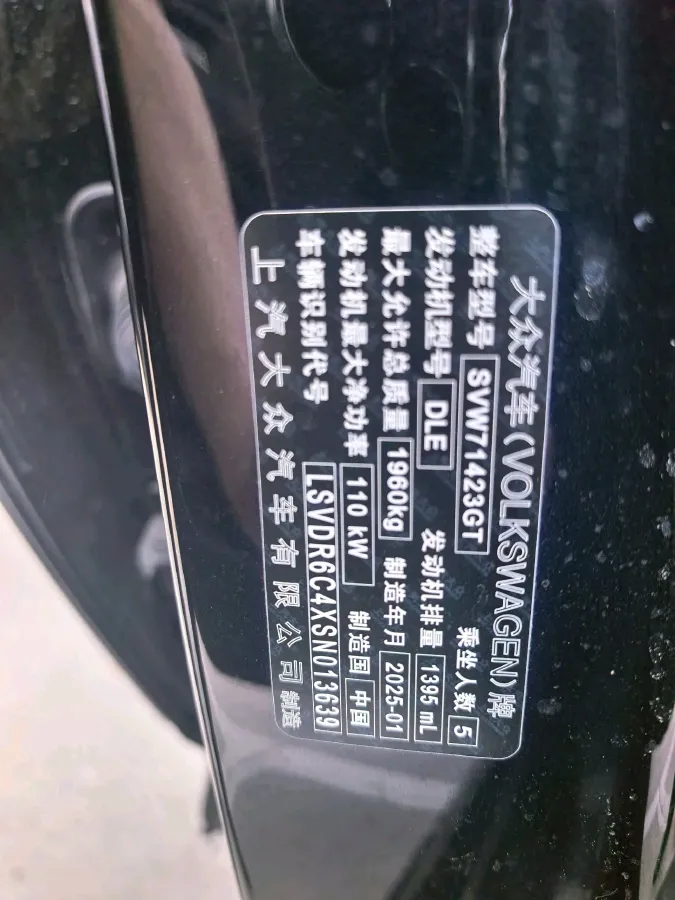 大众汽车(VOLKSWAGEN)牌
整车型号 SVW71423GT 乘坐人数 5
发动机型号 DLE 发动机排量 1395 mL
最大允许总质量 1960kg 制造年月 2025-01
发动机最大净功率 110 kW 制造国 中国
车辆识别代号 LSVDR6C4XSN013639
上汽大众汽车有限公司 制造